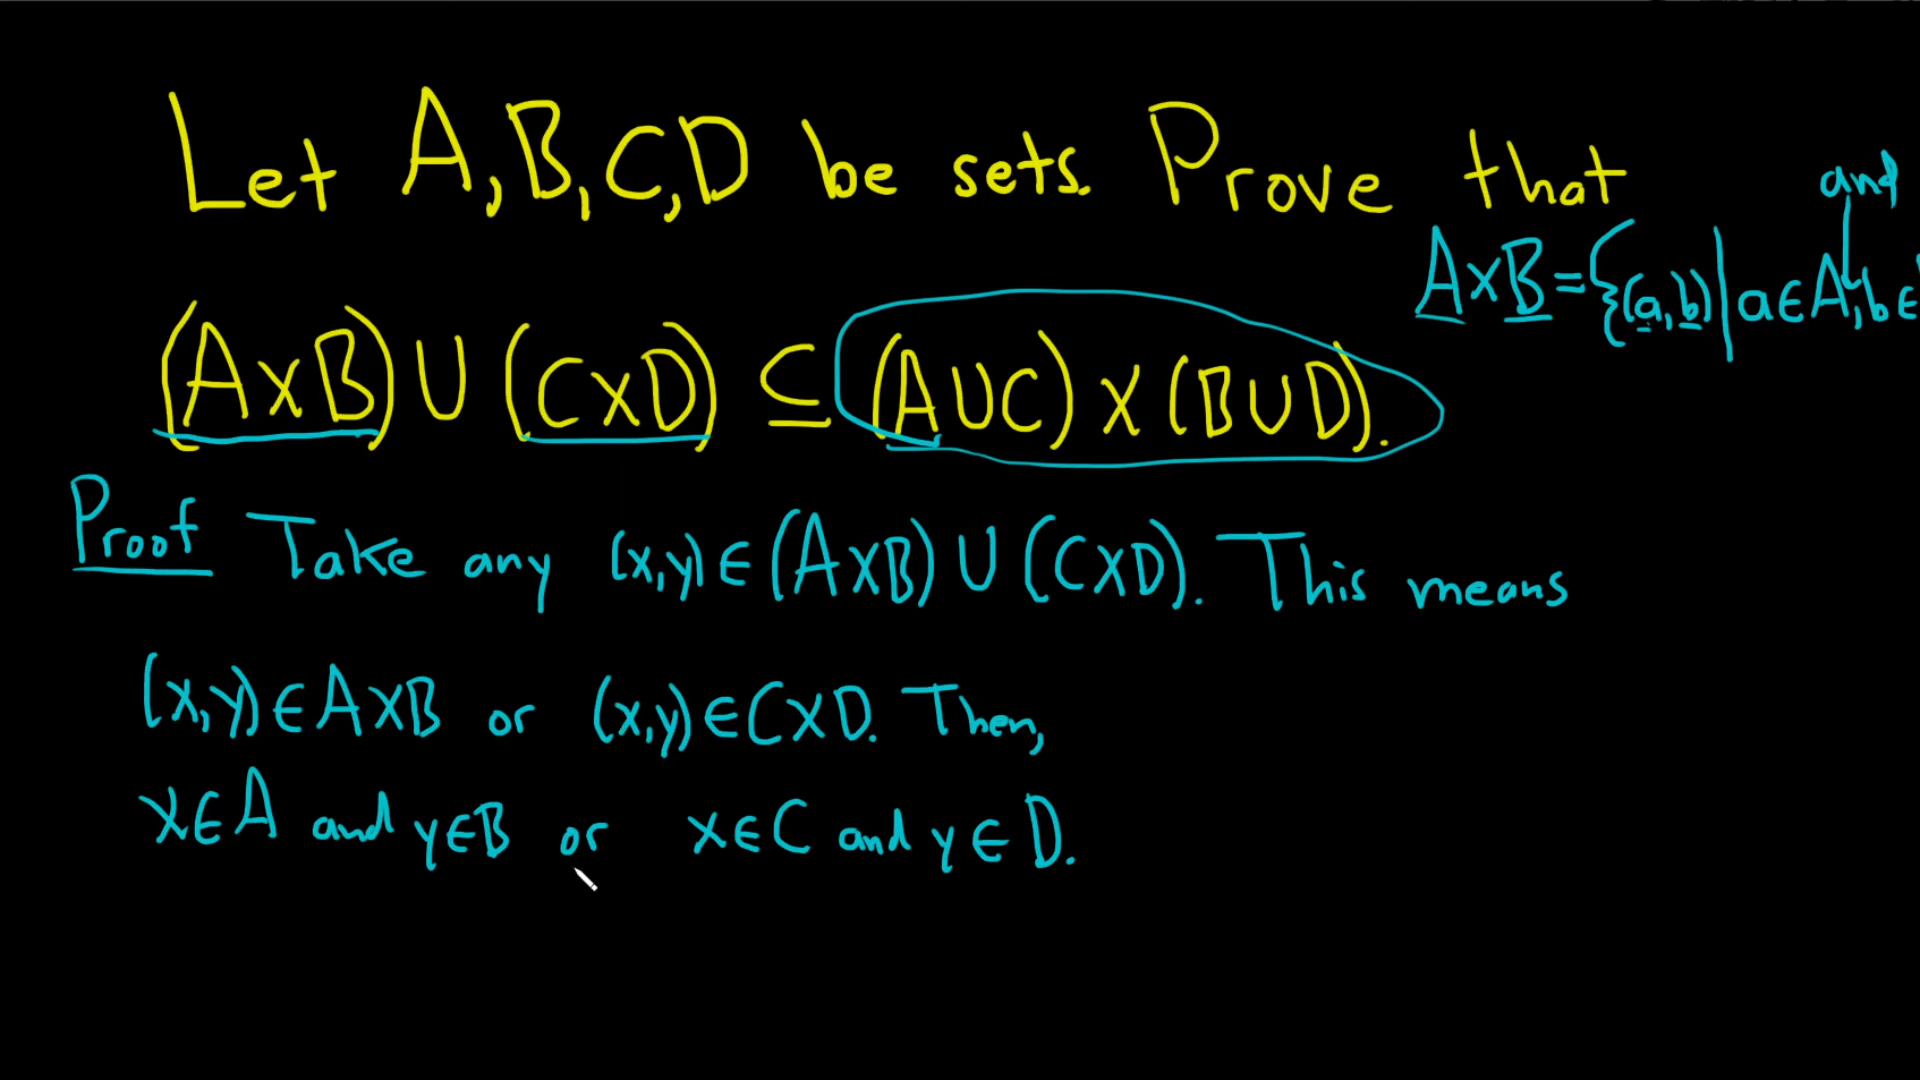 Let A,B,C,D be sets. Prove that
and
A×B={(a,b)|a∈A,b∈
(A×B)∪(C×D)⊆(A∪C)×(B∪D).
Proof Take any (x,y)∈(A×B)∪(C×D). This means
(x,y)∈A×B or (x,y)∈C×D. Then,
x∈A and y∈B or x∈C and y∈D.